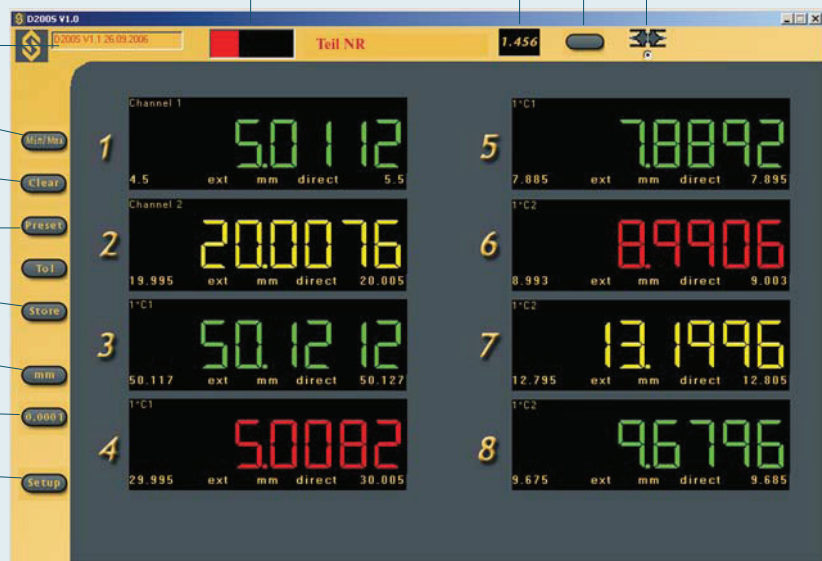 D200S V1.0
D200S V1.1 26.09.2006
Teil NR
1.456
Min/Max
Clear
Preset
Tol
Store
mm
0.0001
Setup
1
Channel 1
5.0112
4.5 ext mm direct 5.5
2
Channel 2
20.0076
19.995 ext mm direct 20.005
3
1*C1
50.1212
50.117 ext mm direct 50.127
4
1*C1
5.0082
29.995 ext mm direct 30.005
5
1*C1
7.8892
7.885 ext mm direct 7.895
6
1*C2
8.9906
8.993 ext mm direct 9.003
7
1*C2
13.1996
12.795 ext mm direct 12.805
8
1*C2
9.6796
9.675 ext mm direct 9.685